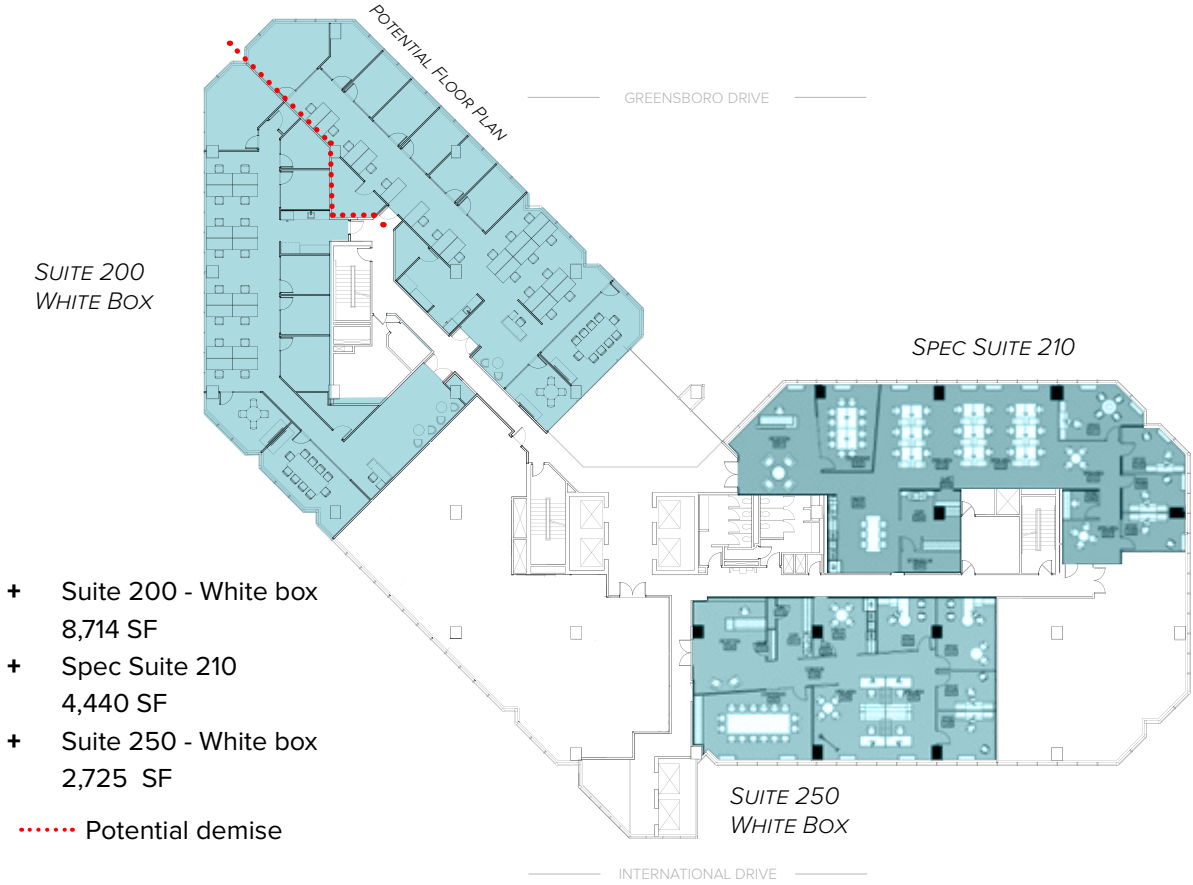 POTENTIAL FLOOR PLAN
GREENSBORO DRIVE
SUITE 200
WHITE BOX
SPEC SUITE 210
+ Suite 200 - White box
8,714 SF
+ Spec Suite 210
4,440 SF
+ Suite 250 - White box
2,725 SF
Potential demise
SUITE 250
WHITE BOX
INTERNATIONAL DRIVE